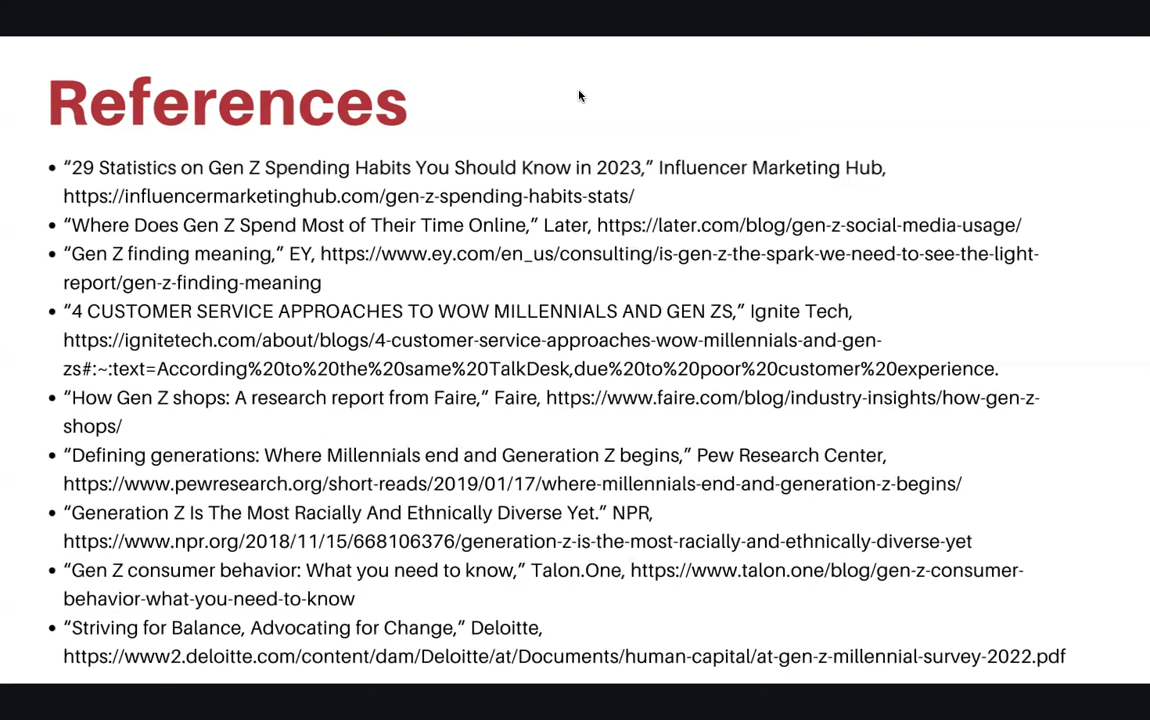 References
• “29 Statistics on Gen Z Spending Habits You Should Know in 2023,” Influencer Marketing Hub,
https://influencermarketinghub.com/gen-z-spending-habits-stats/
• “Where Does Gen Z Spend Most of Their Time Online,” Later, https://later.com/blog/gen-z-social-media-usage/
• “Gen Z finding meaning,” EY, https://www.ey.com/en_us/consulting/is-gen-z-the-spark-we-need-to-see-the-light-
report/gen-z-finding-meaning
• “4 CUSTOMER SERVICE APPROACHES TO WOW MILLENNIALS AND GEN ZS,” Ignite Tech,
https://ignitetech.com/about/blogs/4-customer-service-approaches-wow-millennials-and-gen-
zs#:~:text=According%20to%20the%20same%20TalkDesk,due%20to%20poor%20customer%20experience.
• “How Gen Z shops: A research report from Faire,” Faire, https://www.faire.com/blog/industry-insights/how-gen-z-
shops/
• “Defining generations: Where Millennials end and Generation Z begins,” Pew Research Center,
https://www.pewresearch.org/short-reads/2019/01/17/where-millennials-end-and-generation-z-begins/
• “Generation Z Is The Most Racially And Ethnically Diverse Yet.” NPR,
https://www.npr.org/2018/11/15/668106376/generation-z-is-the-most-racially-and-ethnically-diverse-yet
• “Gen Z consumer behavior: What you need to know,” Talon.One, https://www.talon.one/blog/gen-z-consumer-
behavior-what-you-need-to-know
• “Striving for Balance, Advocating for Change,” Deloitte,
https://www2.deloitte.com/content/dam/Deloitte/at/Documents/human-capital/at-gen-z-millennial-survey-2022.pdf